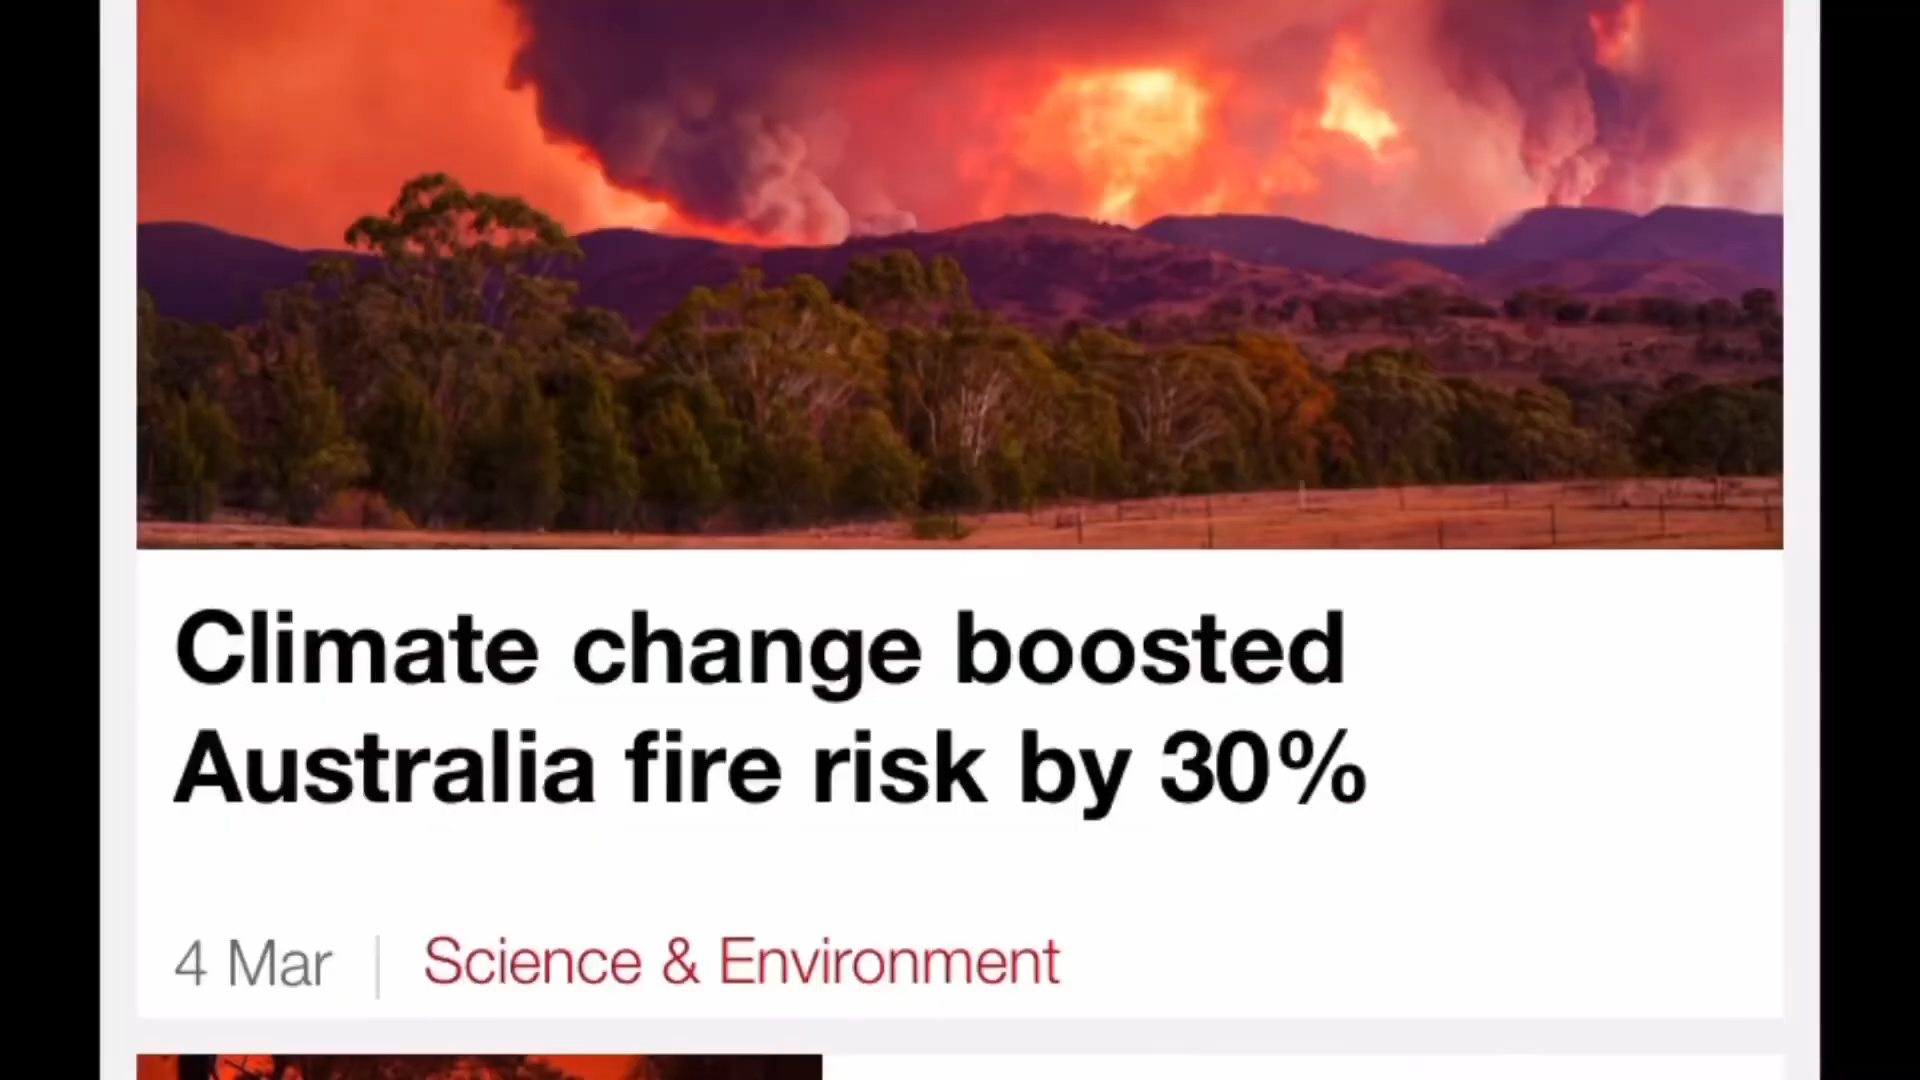 Climate change boosted
Australia fire risk by 30%
4 Mar | Science & Environment